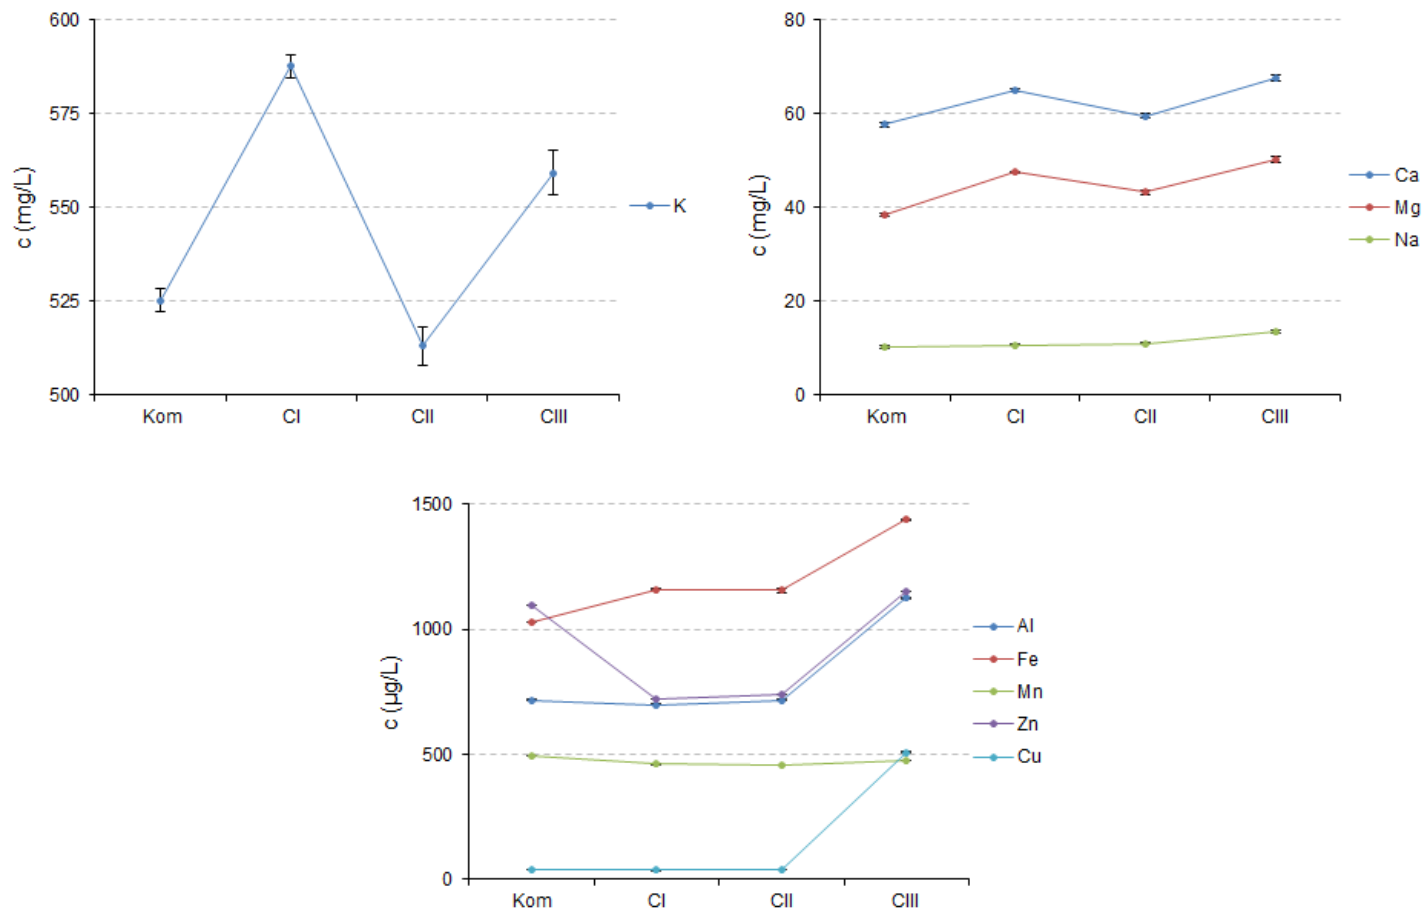 600
575
550
525
500
c (mg/L)
Kom CI CII CIII
K
80
60
40
20
0
c (mg/L)
Kom CI CII CIII
Ca
Mg
Na
1500
1000
500
0
c (µg/L)
Kom CI CII CIII
Al
Fe
Mn
Zn
Cu